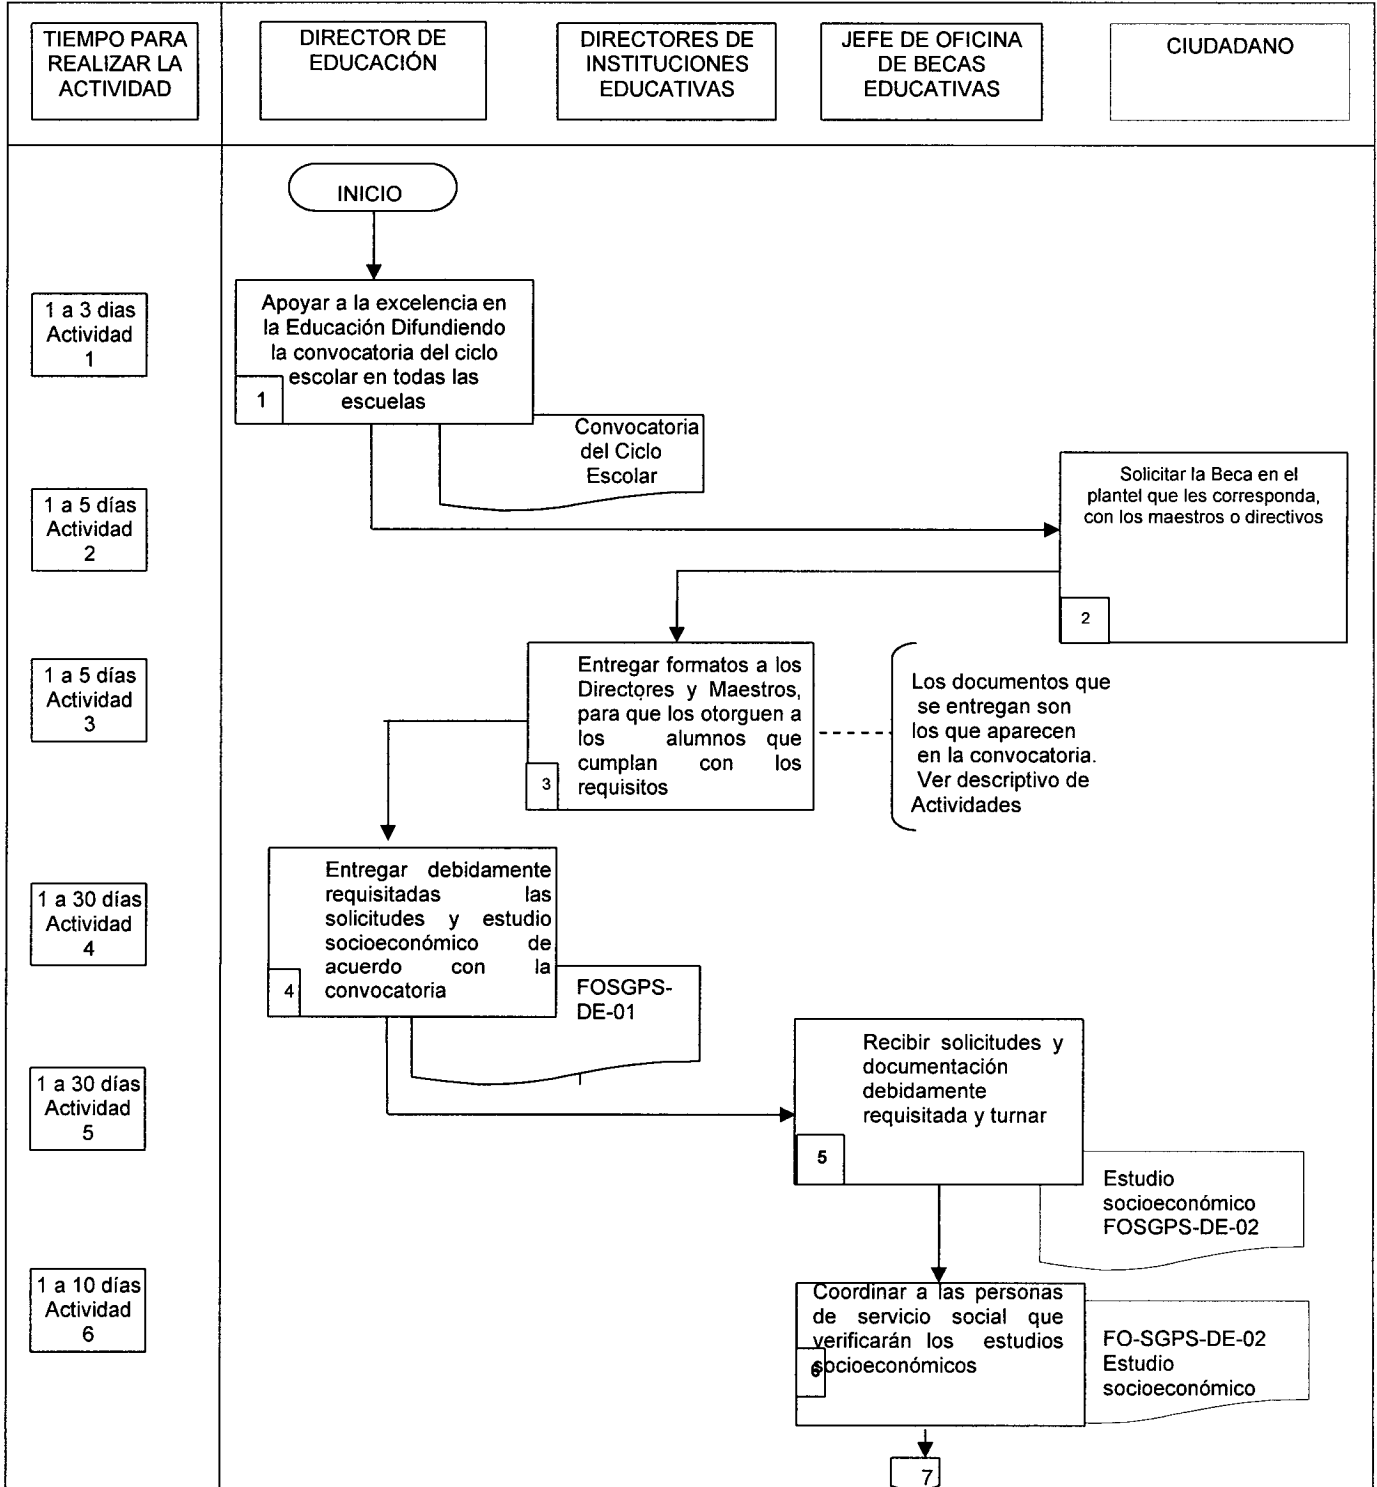 TIEMPO PARA
REALIZAR LA
ACTIVIDAD
DIRECTOR DE
EDUCACIÓN
DIRECTORES DE
INSTITUCIONES
EDUCATIVAS
JEFE DE OFICINA
DE BECAS
EDUCATIVAS
CIUDADANO
INICIO
1 a 3 dias
Actividad
1
Apoyar a la excelencia en
la Educación Difundiendo
la convocatoria del ciclo
escolar en todas las
escuelas
1
Convocatoria
del Ciclo
Escolar
1 a 5 días
Actividad
2
Solicitar la Beca en el
plantel que les corresponda,
con los maestros o directivos
2
1 a 5 días
Actividad
3
Entregar formatos a los
Directores y Maestros,
para que los otorguen a
los alumnos que
cumplan con los
requisitos
3
Los documentos que
se entregan son
los que aparecen
en la convocatoria.
Ver descriptivo de
Actividades
1 a 30 días
Actividad
4
Entregar debidamente
requisitadas las
solicitudes y estudio
socioeconómico de
acuerdo con la
convocatoria
4
FOSGPS-
DE-01
1 a 30 días
Actividad
5
Recibir solicitudes y
documentación
debidamente
requisitada y turnar
5
Estudio
socioeconómico
FOSGPS-DE-02
1 a 10 días
Actividad
6
Coordinar a las personas
de servicio social que
verificarán los estudios
socioeconómicos
6
FO-SGPS-DE-02
Estudio
socioeconómico
7